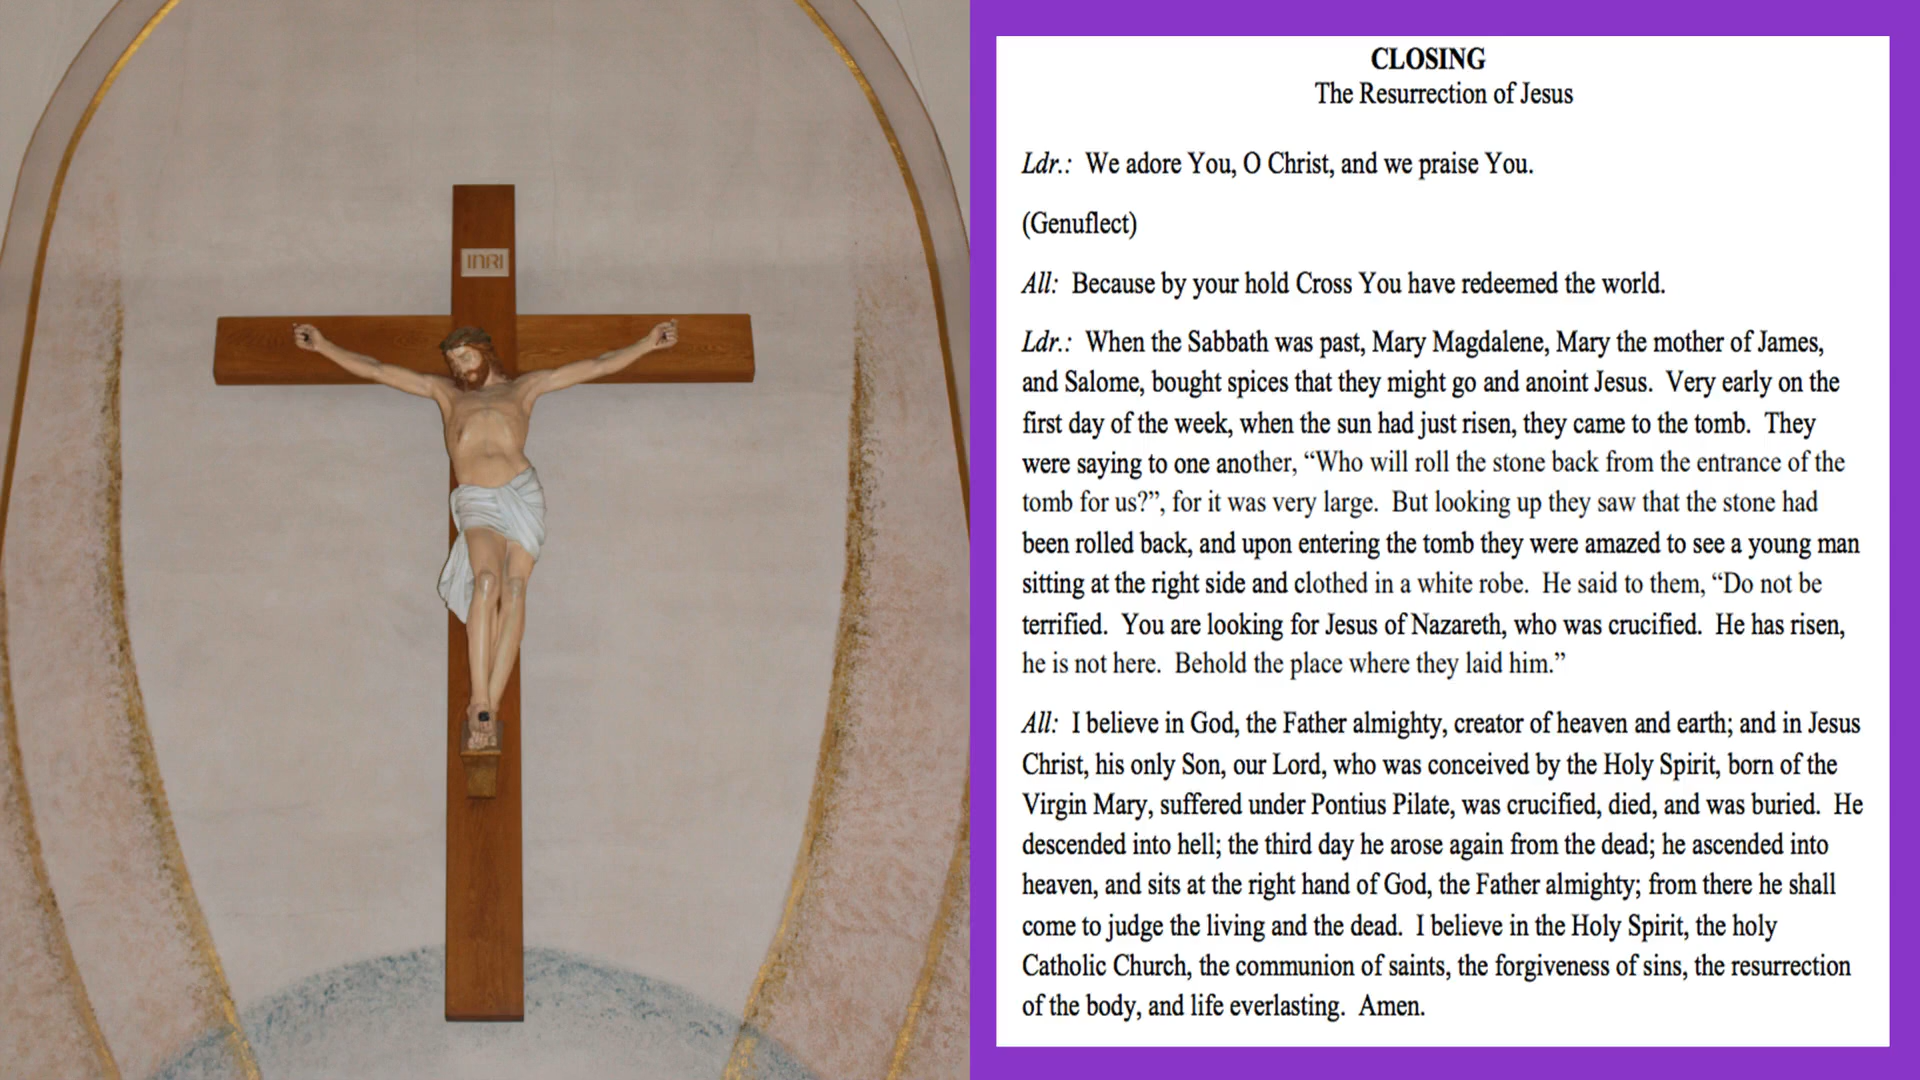 INRI
CLOSING
The Resurrection of Jesus
Ldr.: We adore You, O Christ, and we praise You.
(Genuflect)
All: Because by your hold Cross You have redeemed the world.
Ldr.: When the Sabbath was past, Mary Magdalene, Mary the mother of James,
and Salome, bought spices that they might go and anoint Jesus. Very early on the
first day of the week, when the sun had just risen, they came to the tomb. They
were saying to one another, “Who will roll the stone back from the entrance of the
tomb for us?”, for it was very large. But looking up they saw that the stone had
been rolled back, and upon entering the tomb they were amazed to see a young man
sitting at the right side and clothed in a white robe. He said to them, “Do not be
terrified. You are looking for Jesus of Nazareth, who was crucified. He has risen,
he is not here. Behold the place where they laid him.”
All: I believe in God, the Father almighty, creator of heaven and earth; and in Jesus
Christ, his only Son, our Lord, who was conceived by the Holy Spirit, born of the
Virgin Mary, suffered under Pontius Pilate, was crucified, died, and was buried. He
descended into hell; the third day he arose again from the dead; he ascended into
heaven, and sits at the right hand of God, the Father almighty; from there he shall
come to judge the living and the dead. I believe in the Holy Spirit, the holy
Catholic Church, the communion of saints, the forgiveness of sins, the resurrection
of the body, and life everlasting. Amen.